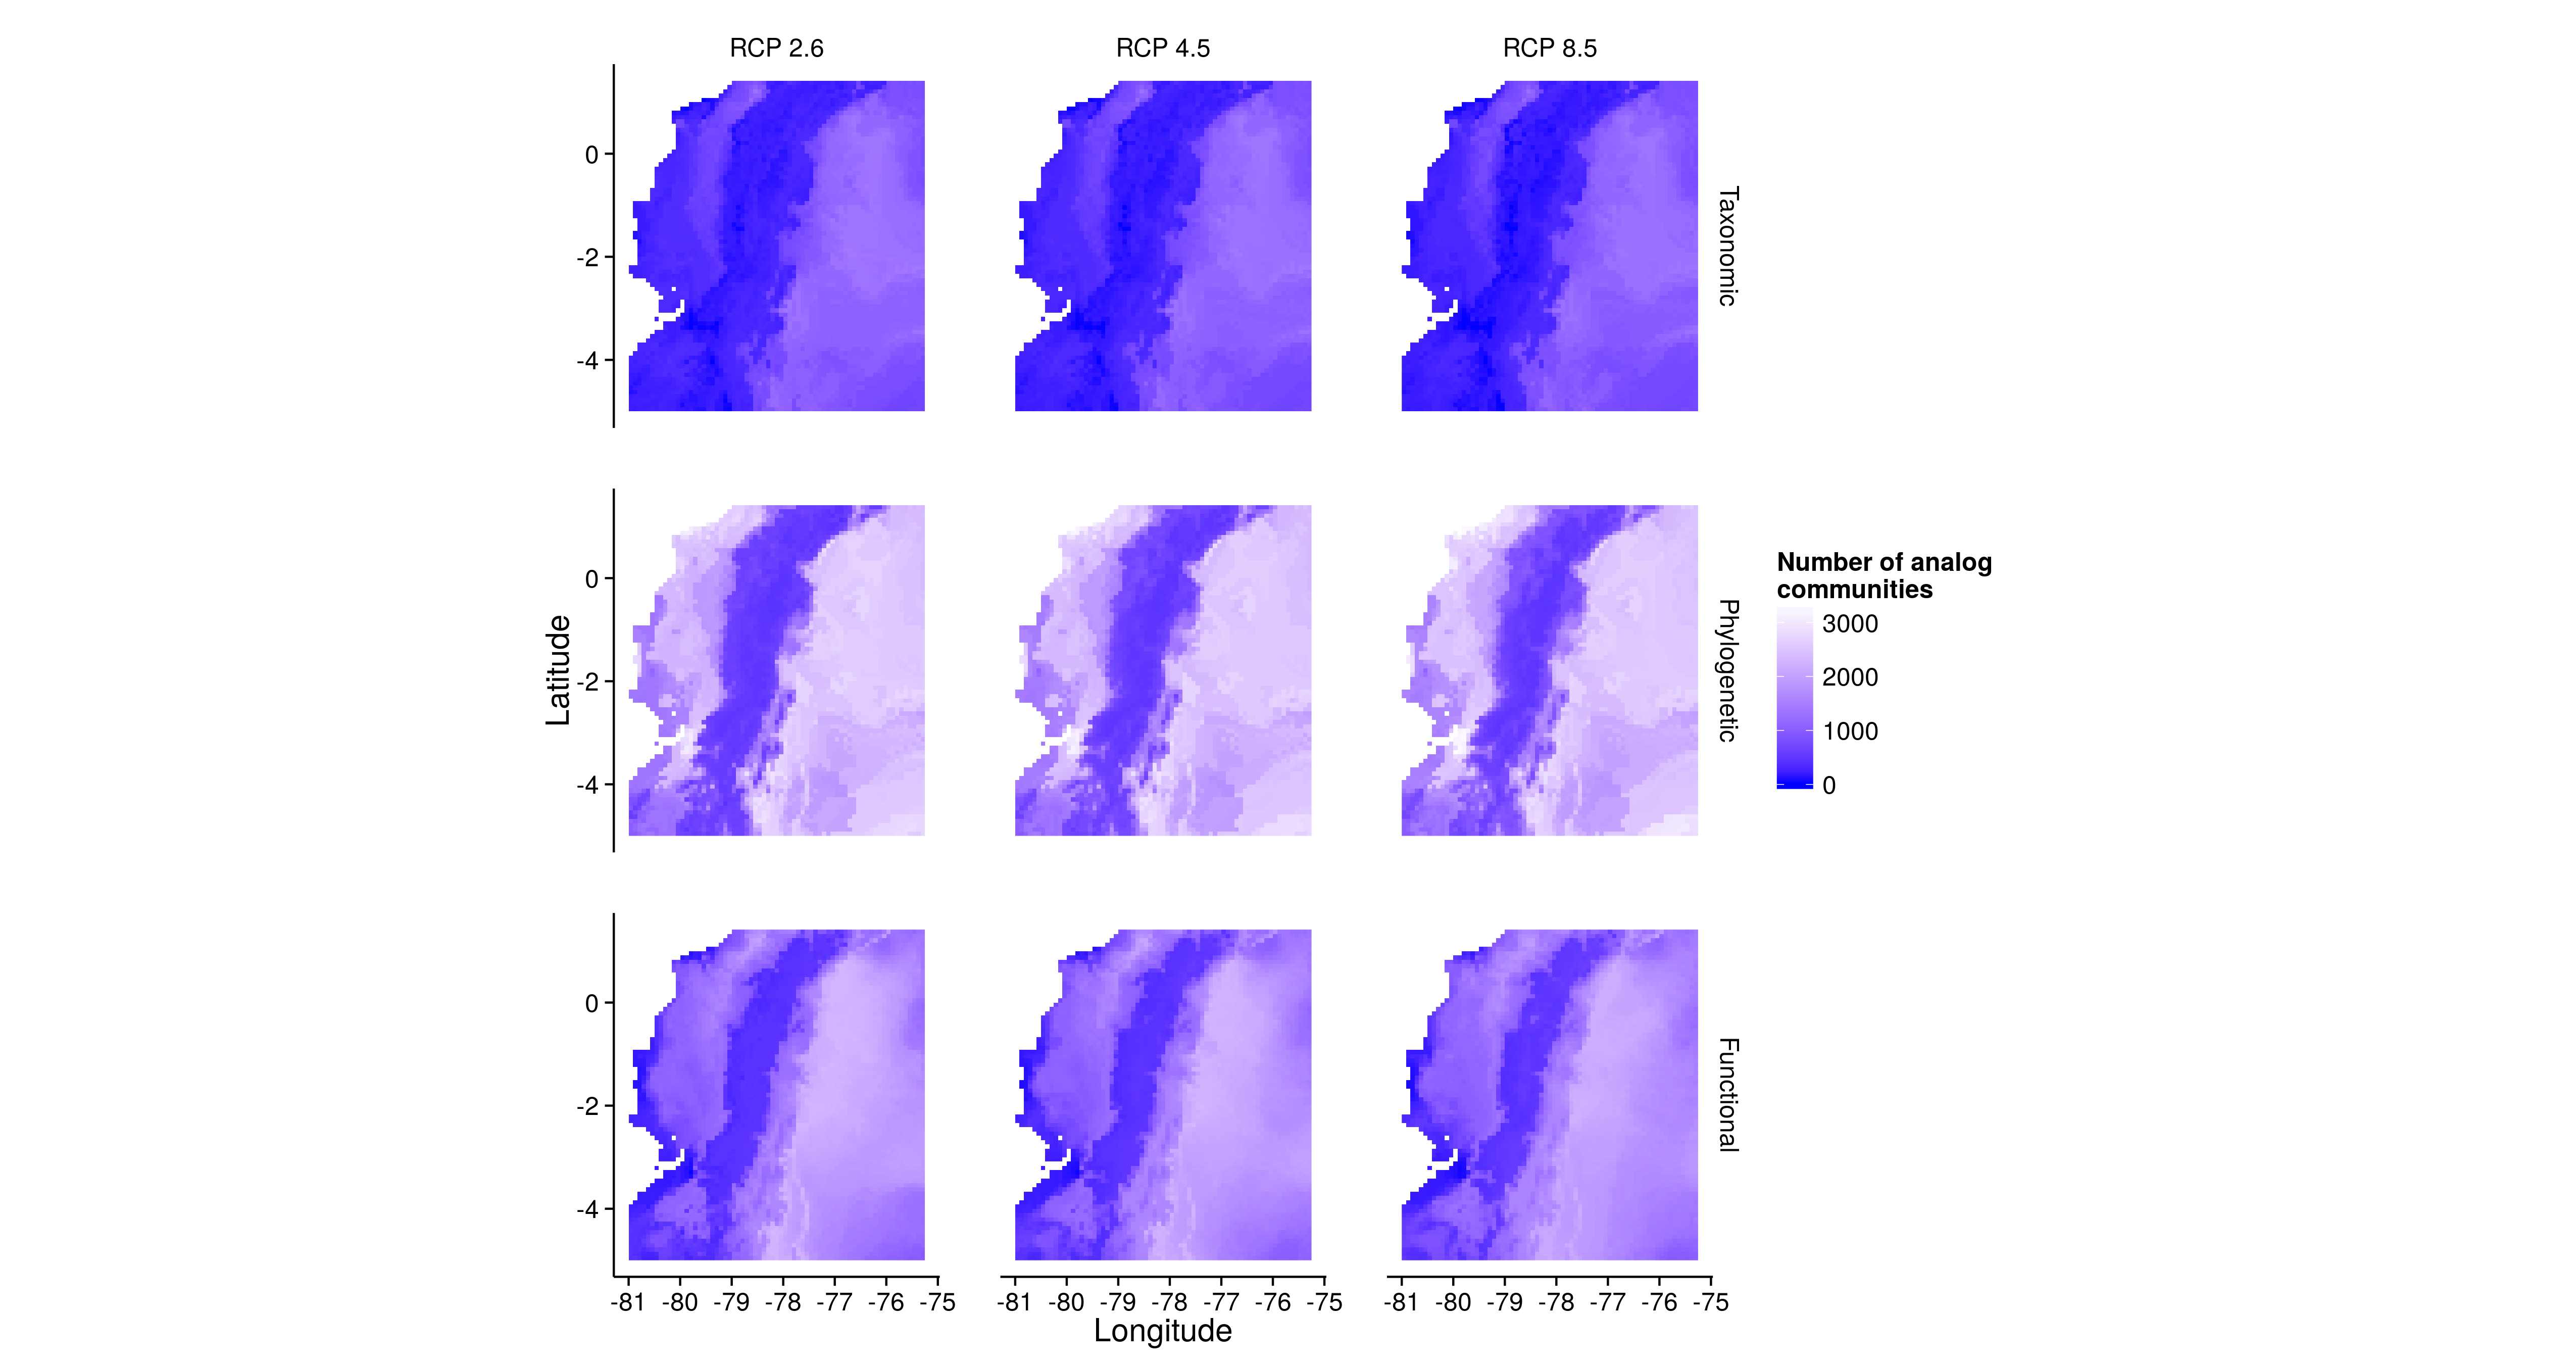 RCP 2.6
RCP 4.5
RCP 8.5
0
-2
-4
Taxonomic
Latitude
0
-2
-4
Phylogenetic
Number of analog
communities
3000
2000
1000
0
0
-2
-4
Functional
-81 -80 -79 -78 -77 -76 -75
-81 -80 -79 -78 -77 -76 -75
-81 -80 -79 -78 -77 -76 -75
Longitude